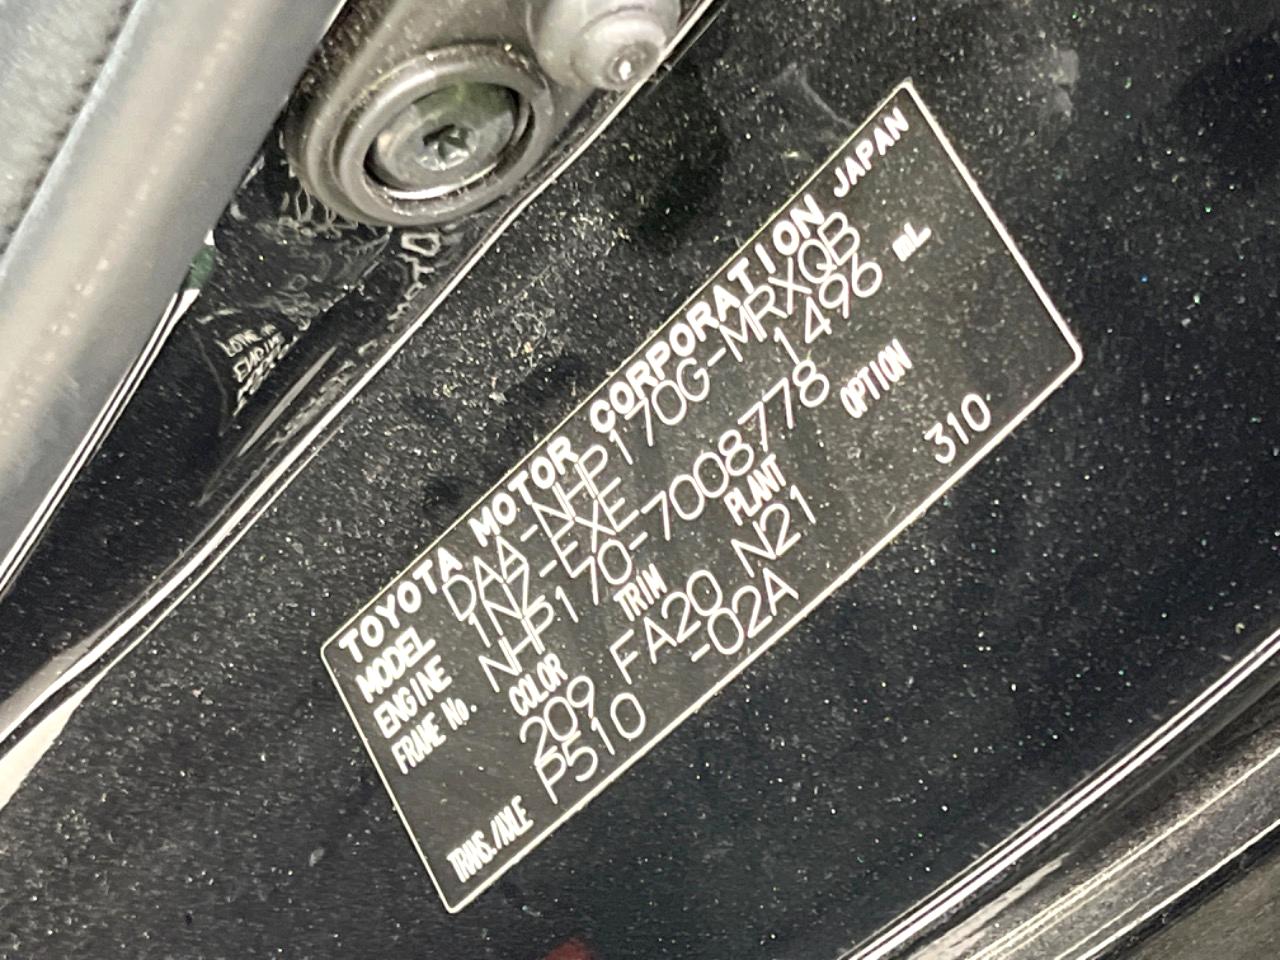 TOYOTA MOTOR CORPORATION JAPAN
MODEL DAA-NHP170G-MRXQB
ENGINE 1NZ-FXE 1496 mL
FRAME No. NHP170-7008778
COLOR TRIM PLANT OPTION
209 FA20 N21 310
TRANS./AXLE P510 -02A